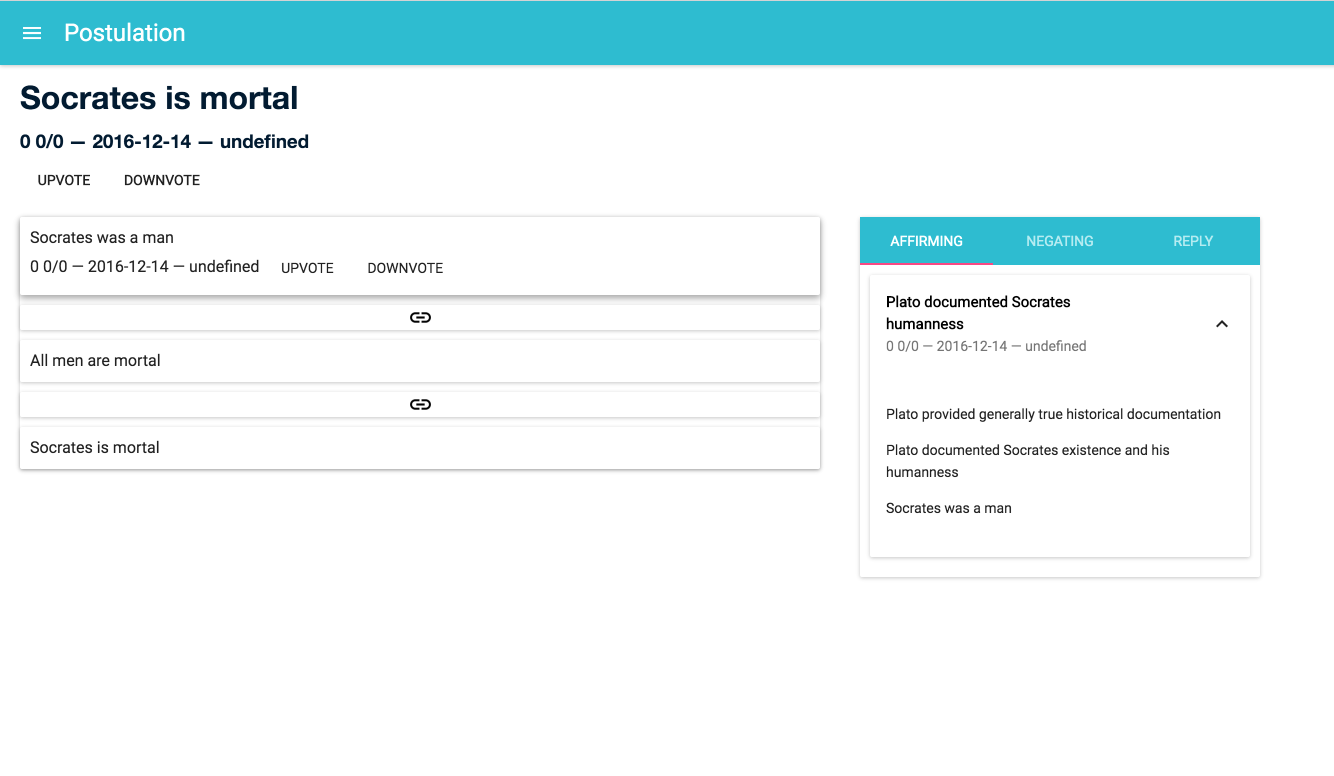 Postulation
Socrates is mortal
0 0/0 — 2016-12-14 — undefined
UPVOTE DOWNVOTE
Socrates was a man
0 0/0 — 2016-12-14 — undefined UPVOTE DOWNVOTE
All men are mortal
Socrates is mortal
AFFIRMING NEGATING REPLY
Plato documented Socrates
humanness
0 0/0 — 2016-12-14 — undefined
Plato provided generally true historical documentation
Plato documented Socrates existence and his
humanness
Socrates was a man